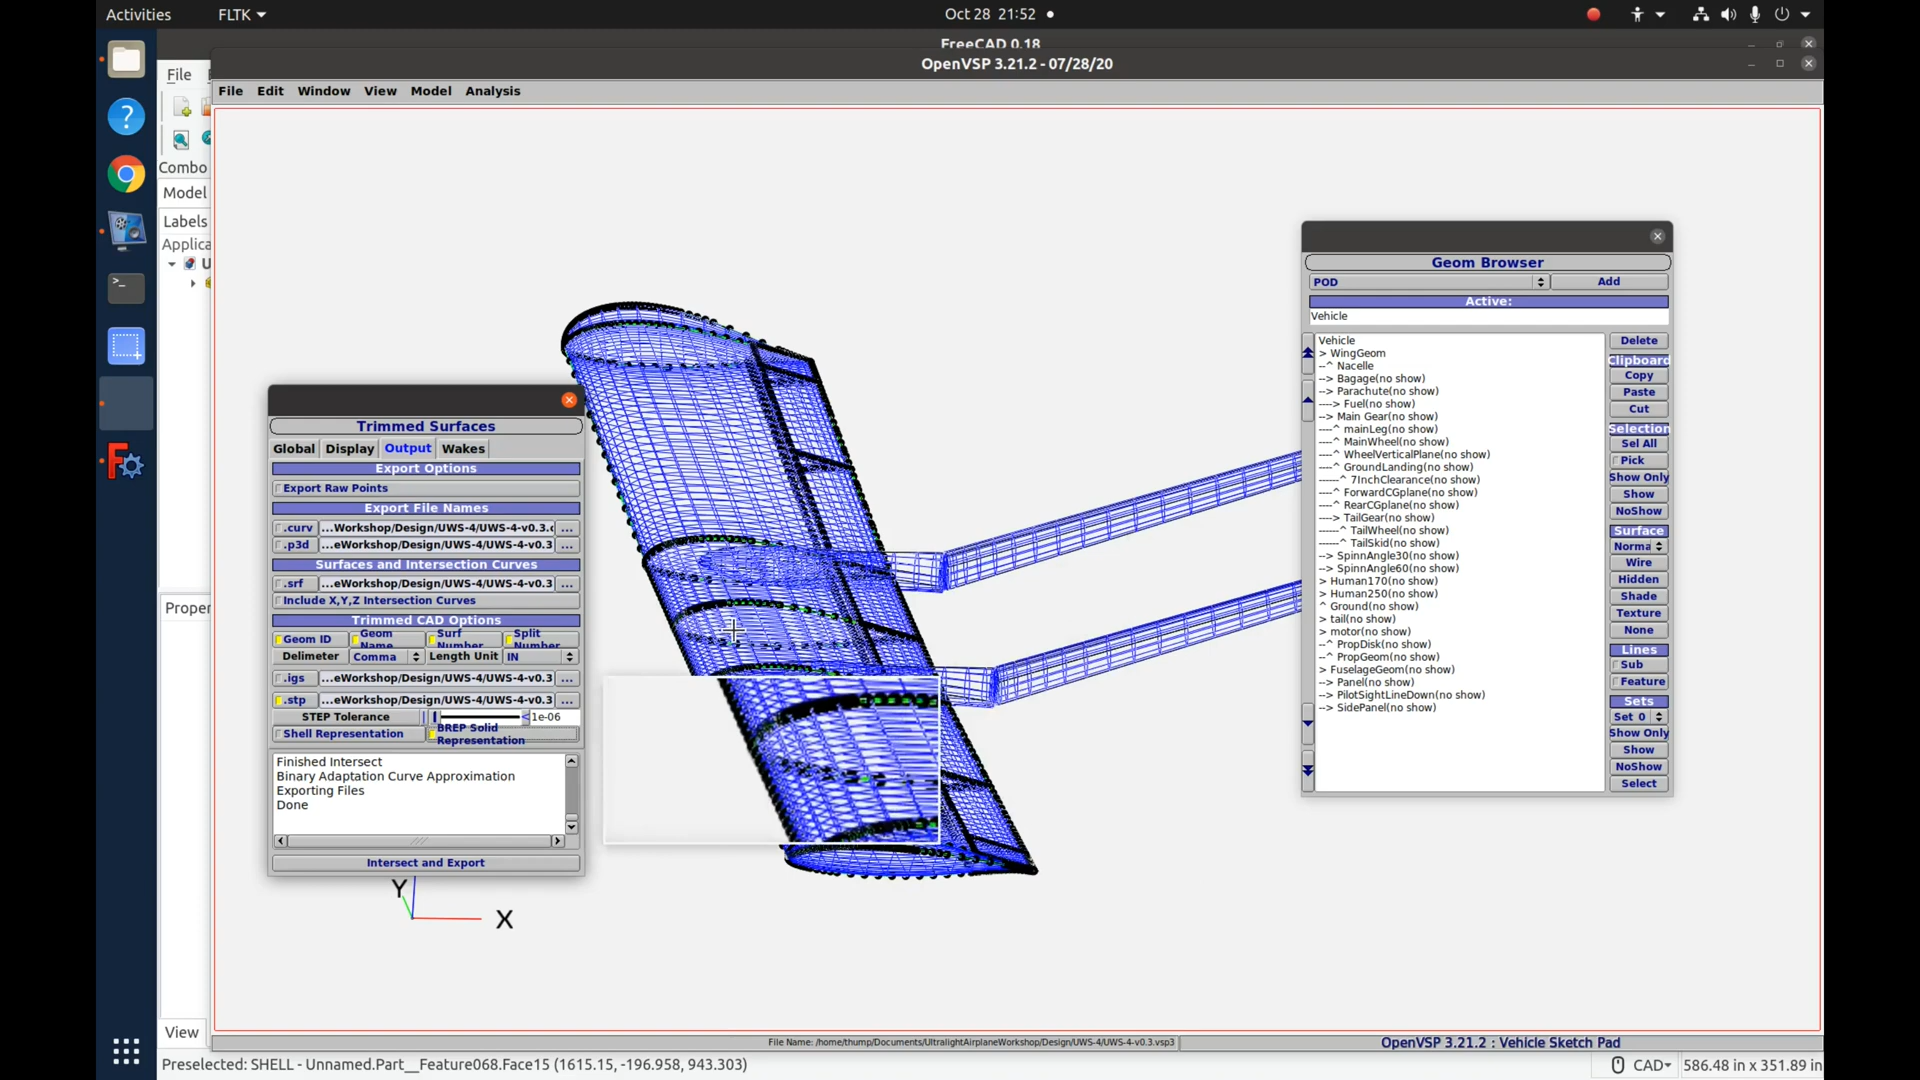 Activities
FLTK
Oct 28 21:52
FreeCAD 0.18
OpenVSP 3.21.2 - 07/28/20
File
File Edit Window View Model Analysis
Combo
Model
Labels
Applica
U
Proper
View
Trimmed Surfaces
Global Display Output Wakes
Export Options
Export Raw Points
Export File Names
.curv ...Workshop/Design/UWS-4/UWS-4-v0.3.c ...
.p3d ...eWorkshop/Design/UWS-4/UWS-4-v0.3 ...
Surfaces and Intersection Curves
.srf ...eWorkshop/Design/UWS-4/UWS-4-v0.3 ...
Include X,Y,Z Intersection Curves
Trimmed CAD Options
Geom ID Geom Name Surf Number Split Number
Delimeter Comma Length Unit IN
.igs ...eWorkshop/Design/UWS-4/UWS-4-v0.3 ...
.stp ...eWorkshop/Design/UWS-4/UWS-4-v0.3 ...
STEP Tolerance < 1e-06
Shell Representation BREP Solid Representation
Finished Intersect
Binary Adaptation Curve Approximation
Exporting Files
Done
Intersect and Export
Y
X
Geom Browser
POD Add
Active:
Vehicle
Vehicle
> WingGeom
--^ Nacelle
--> Bagage(no show)
--> Parachute(no show)
----> Fuel(no show)
--> Main Gear(no show)
----^ mainLeg(no show)
----^ MainWheel(no show)
----^ WheelVerticalPlane(no show)
----^ GroundLanding(no show)
------^ 7InchClearance(no show)
----^ ForwardCGplane(no show)
----^ RearCGplane(no show)
----> TailGear(no show)
------^ TailWheel(no show)
------^ TailSkid(no show)
--> SpinnAngle30(no show)
--> SpinnAngle60(no show)
> Human170(no show)
> Human250(no show)
^ Ground(no show)
> tail(no show)
> motor(no show)
--^ PropDisk(no show)
--^ PropGeom(no show)
> FuselageGeom(no show)
--> Panel(no show)
--> PilotSightLineDown(no show)
--> SidePanel(no show)
Delete
Clipboard
Copy
Paste
Cut
Selection
Sel All
Pick
Show Only
Show
NoShow
Surface
Norma
Wire
Hidden
Shade
Texture
None
Lines
Sub
Feature
Sets
Set 0
Show Only
Show
NoShow
Select
File Name: /home/thump/Documents/UltralightAirplaneWorkshop/Design/UWS-4/UWS-4-v0.3.vsp3
OpenVSP 3.21.2 : Vehicle Sketch Pad
Preselected: SHELL - Unnamed.Part__Feature068.Face15 (1615.15, -196.958, 943.303)
CAD
586.48 in x 351.89 in